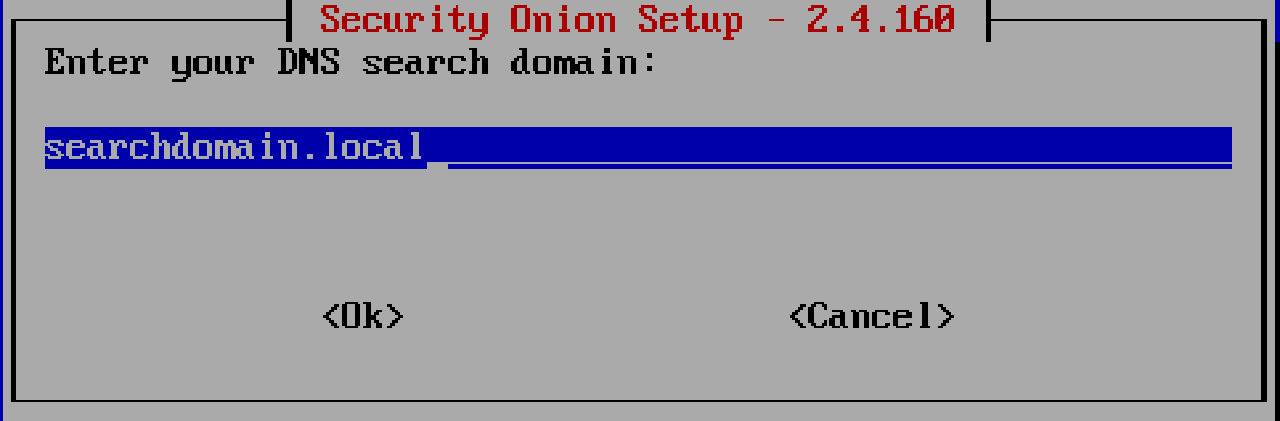 Security Onion Setup - 2.4.160
Enter your DNS search domain:
searchdomain.local
<Ok> <Cancel>